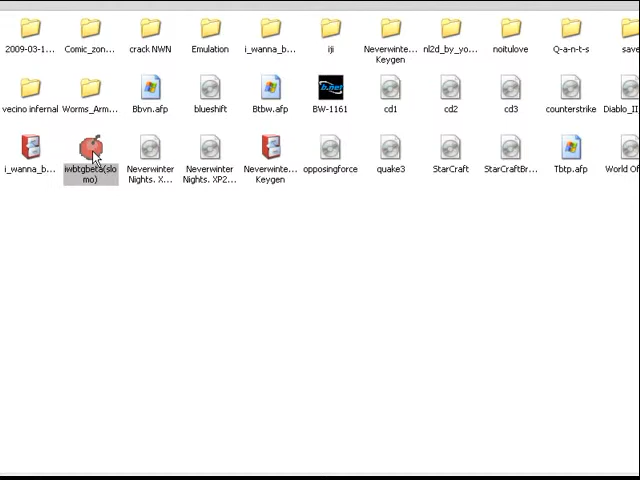 2009-03-1... Comic_zon... crack NWN Emulation i_wanna_b... iji Neverwinte... Keygen nl2d_by_yo... noitulove Q-a-n-t-s save
vecino infernal Worms_Arm... Bbvn.afp blueshift Btbw.afp b.net BW-1161 cd1 cd2 cd3 counterstrike Diablo_II
i_wanna_b... iwbtgbeta(slo
mo) Neverwinter
Nights. X... Neverwinter
Nights. XP2... Neverwinte...
Keygen opposingforce quake3 StarCraft StarCraftBr... Tbtp.afp World Of